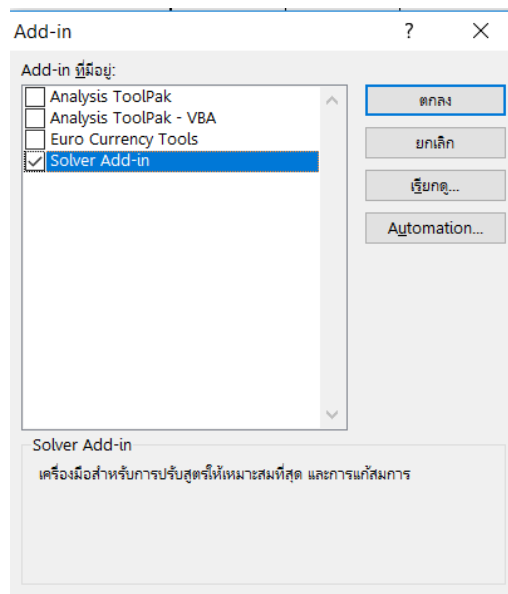 Add-in ? ×
Add-in ที่มีอยู่:
Analysis ToolPak
Analysis ToolPak - VBA
Euro Currency Tools
Solver Add-in
ตกลง
ยกเลิก
เรียกดู...
Automation...
Solver Add-in
เครื่องมือสำหรับการปรับสูตรให้เหมาะสมที่สุด และการแก้สมการ